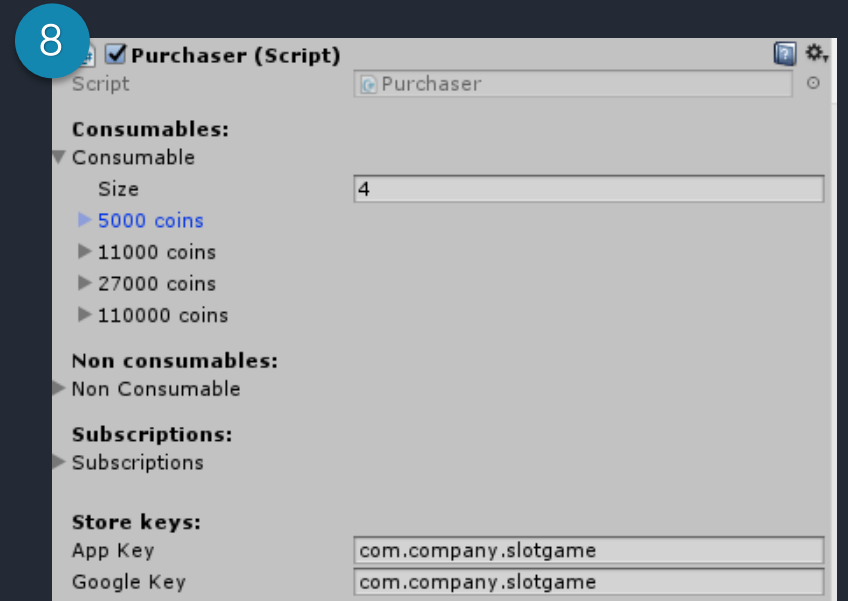 8
Purchaser (Script)
Script Purchaser
Consumables:
Consumable
Size 4
5000 coins
11000 coins
27000 coins
110000 coins
Non consumables:
Non Consumable
Subscriptions:
Subscriptions
Store keys:
App Key com.company.slotgame
Google Key com.company.slotgame